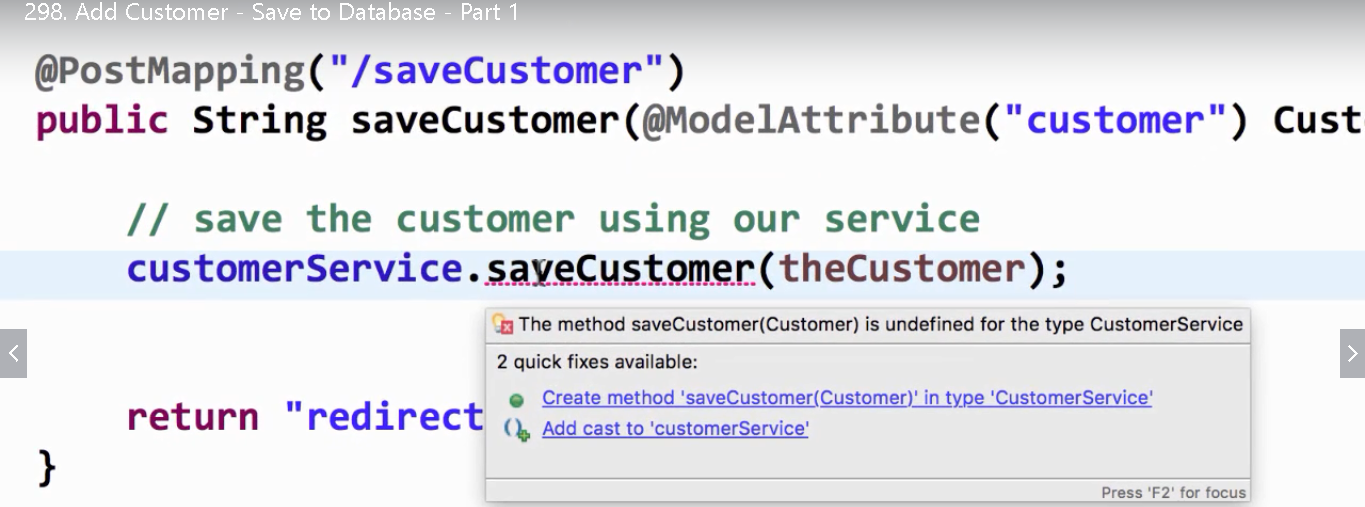 298. Add Customer - Save to Database - Part 1
@PostMapping("/saveCustomer")
public String saveCustomer(@ModelAttribute("customer") Cust
// save the customer using our service
customerService.saveCustomer(theCustomer);
The method saveCustomer(Customer) is undefined for the type CustomerService
2 quick fixes available:
Create method 'saveCustomer(Customer)' in type 'CustomerService'
Add cast to 'customerService'
Press 'F2' for focus
return "redirect
}